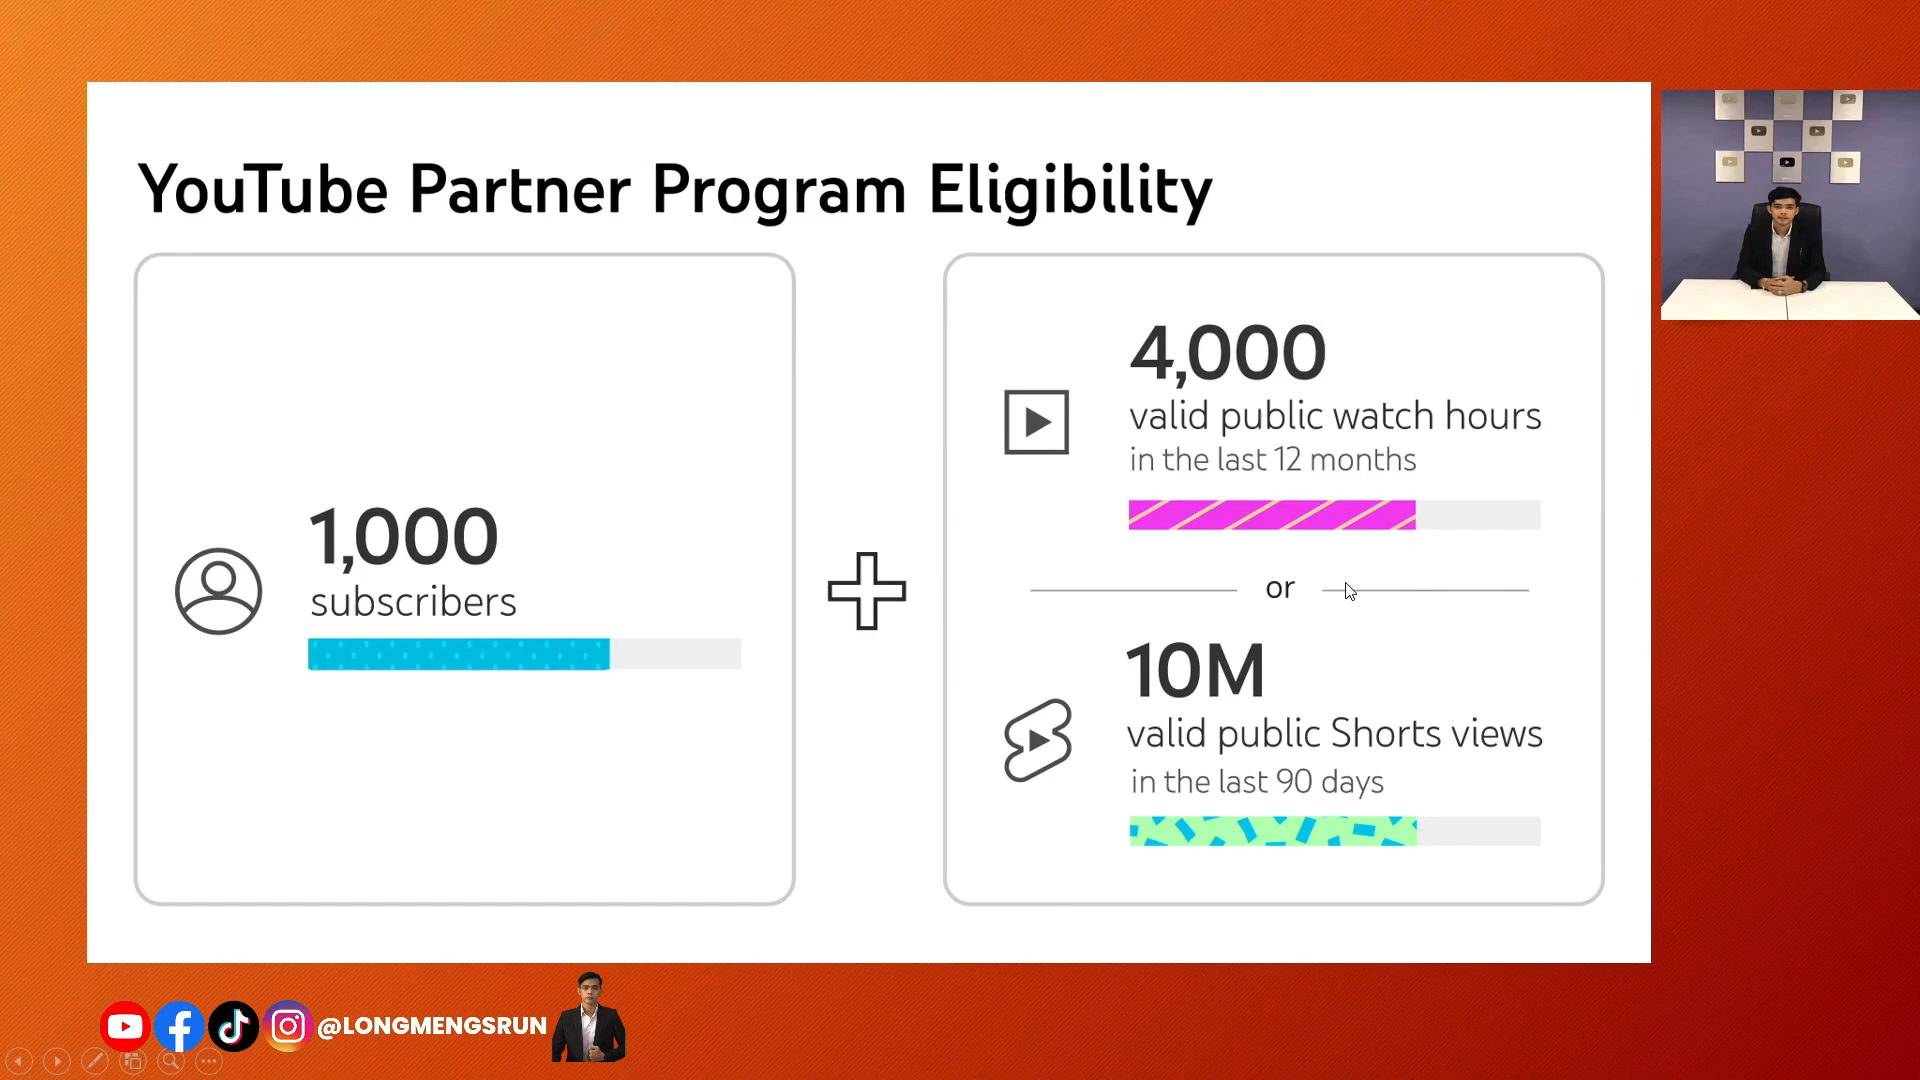 YouTube Partner Program Eligibility
1,000
subscribers
4,000
valid public watch hours
in the last 12 months
or
10M
valid public Shorts views
in the last 90 days
@LONGMENGSRUN